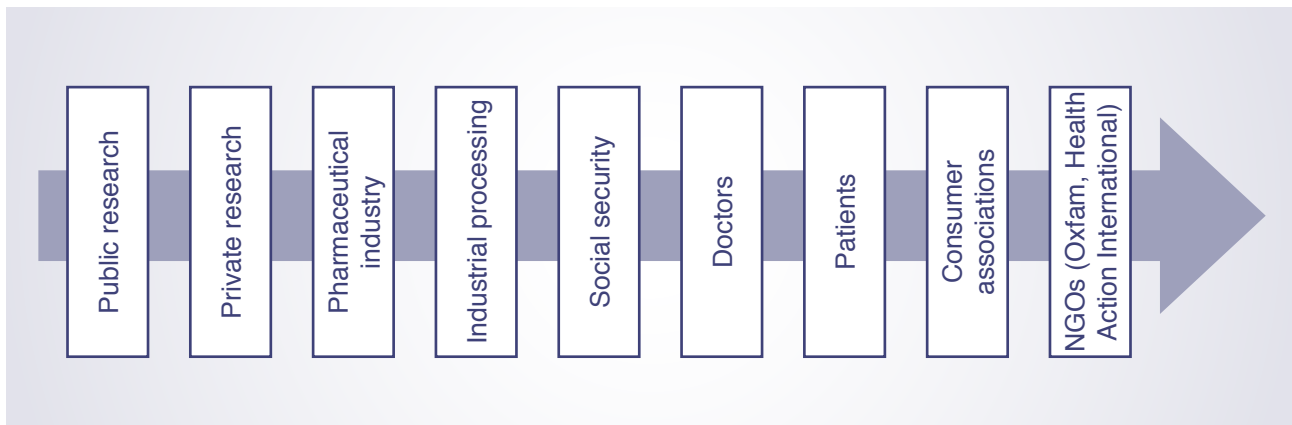 Public research
Private research
Pharmaceutical
industry
Industrial processing
Social security
Doctors
Patients
Consumer
associations
NGOs (Oxfam, Health
Action International)